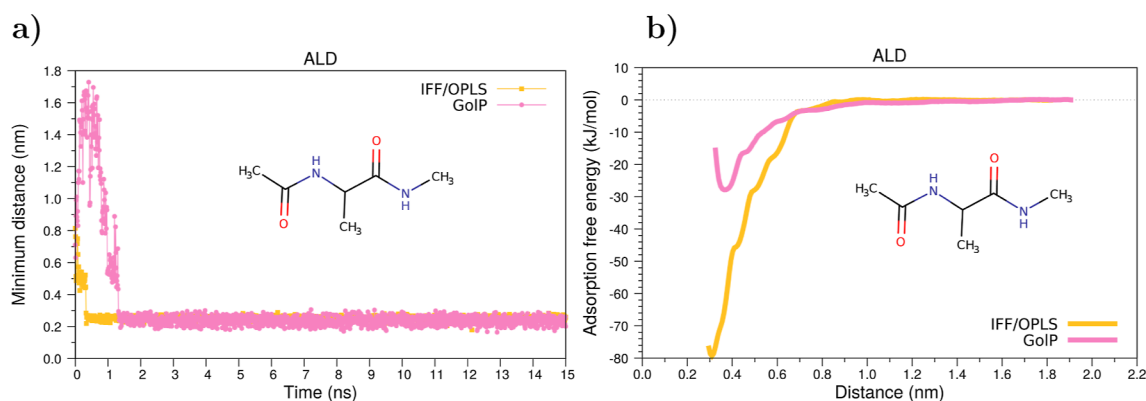 a)
ALD
Minimum distance (nm)
1.8
1.6
1.4
1.2
1.0
0.8
0.6
0.4
0.2
0.0
IFF/OPLS
GolP
H₃C
O
H
N
CH₃
O
N
H
CH₃
0 1 2 3 4 5 6 7 8 9 10 11 12 13 14 15
Time (ns)
b)
ALD
Adsorption free energy (kJ/mol)
10
0
-10
-20
-30
-40
-50
-60
-70
-80
CH₃
O
H
N
CH₃
O
N
H
CH₃
IFF/OPLS
GolP
0.0 0.2 0.4 0.6 0.8 1.0 1.2 1.4 1.6 1.8 2.0 2.2
Distance (nm)